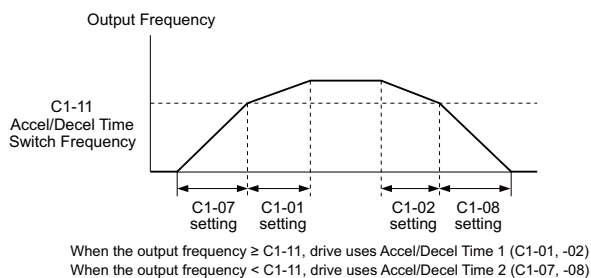 Output Frequency
C1-11
Accel/Decel Time
Switch Frequency
C1-07
setting
C1-01
setting
C1-02
setting
C1-08
setting
When the output frequency ≥ C1-11, drive uses Accel/Decel Time 1 (C1-01, -02)
When the output frequency < C1-11, drive uses Accel/Decel Time 2 (C1-07, -08)